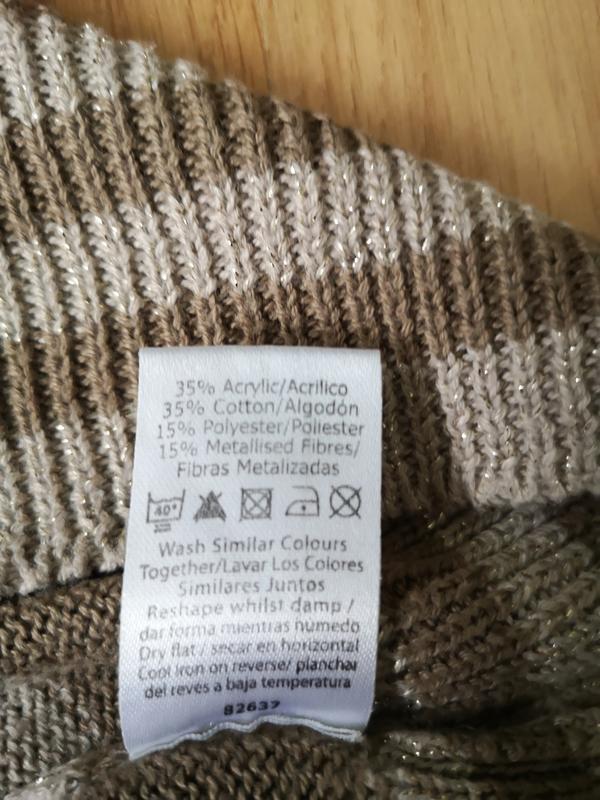 35% Acrylic/Acrilico
35% Cotton/Algodón
15% Polyester/Poliester
15% Metallised Fibres/
Fibras Metalizadas
40°
Wash Similar Colours
Together/Lavar Los Colores
Similares Juntos
Reshape whilst damp /
dar forma mientras humedo
Dry flat / secar en horizontal
Cool Iron on reverse/ planchar
del reves a baja temperatura
82637